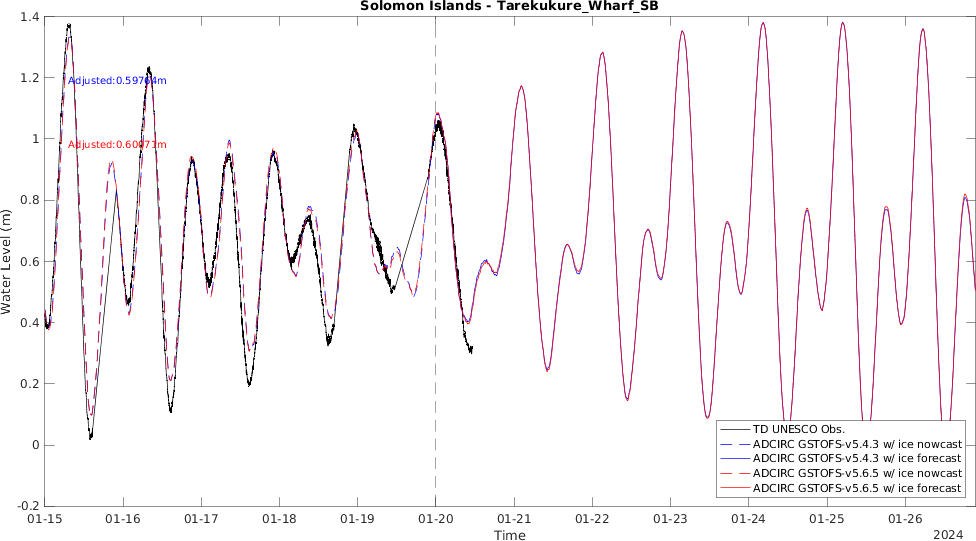 Solomon Islands - Tarekukure_Wharf_SB
1.4
1.2
1
0.8
0.6
0.4
0.2
0
-0.2
Water Level (m)
Adjusted:0.59764m
Adjusted:0.60071m
TD UNESCO Obs.
ADCIRC GSTOFS-v5.4.3 w/ ice nowcast
ADCIRC GSTOFS-v5.4.3 w/ ice forecast
ADCIRC GSTOFS-v5.6.5 w/ ice nowcast
ADCIRC GSTOFS-v5.6.5 w/ ice forecast
01-15 01-16 01-17 01-18 01-19 01-20 01-21 01-22 01-23 01-24 01-25 01-26
Time
2024